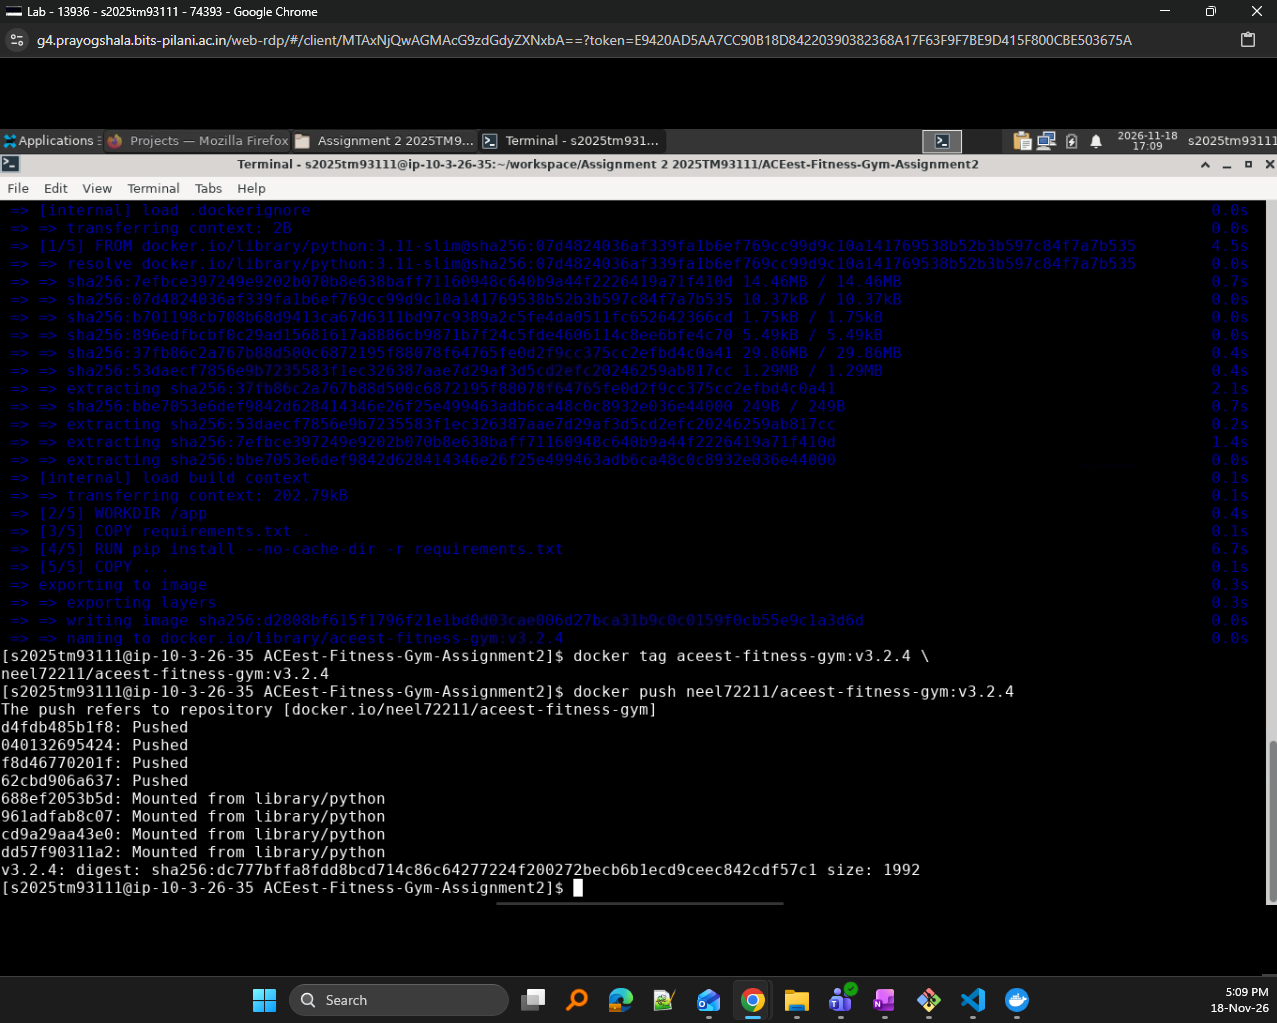 Lab - 13936 - s2025tm93111 - 74393 - Google Chrome
g4.prayogshala.bits-pilani.ac.in/web-rdp/#/client/MTAxNjQwAGMAcG9zdGdyZXNxbA==?token=E9420AD5AA7CC90B18D84220390382368A17F63F9F7BE9D415F800CBE503675A
Applications Projects — Mozilla Firefox Assignment 2 2025TM9... Terminal - s2025tm931... 2026-11-18 17:09 s2025tm93111
Terminal - s2025tm93111@ip-10-3-26-35:~/workspace/Assignment 2 2025TM93111/ACEest-Fitness-Gym-Assignment2
File Edit View Terminal Tabs Help
=> [internal] load .dockerignore 0.0s
=> => transferring context: 2B 0.0s
=> [1/5] FROM docker.io/library/python:3.11-slim@sha256:07d4824036af339fa1b6ef769cc99d9c10a141769538b52b3b597c84f7a7b535 4.5s
=> => resolve docker.io/library/python:3.11-slim@sha256:07d4824036af339fa1b6ef769cc99d9c10a141769538b52b3b597c84f7a7b535 0.0s
=> => sha256:7efbce397249e9202b070b8e638baff71160948c640b9a44f2226419a71f410d 14.46MB / 14.46MB 0.7s
=> => sha256:07d4824036af339fa1b6ef769cc99d9c10a141769538b52b3b597c84f7a7b535 10.37kB / 10.37kB 0.0s
=> => 1.75kB / 1.75kB 0.0s
=> => 5.49kB / 5.49kB 0.0s
=> => 29.86MB / 29.86MB 0.4s
=> => 1.29MB / 1.29MB 0.4s
=> => extracting 2.1s
=> => sha256:bbe7053e6def9842d628414346e26f25e499463adb6ca48c0c8932e036e44000 249B / 249B 0.7s
=> => extracting 0.2s
=> => extracting sha256:7efbce397249e9202b070b8e638baff71160948c640b9a44f2226419a71f410d 1.4s
=> => extracting sha256:bbe7053e6def9842d628414346e26f25e499463adb6ca48c0c8932e036e44000 0.0s
=> [internal] load build context 0.1s
=> => transferring context: 202.79kB 0.1s
=> [2/5] WORKDIR /app 0.4s
=> [3/5] COPY requirements.txt . 0.1s
=> [4/5] RUN pip install --no-cache-dir -r requirements.txt 6.7s
=> [5/5] COPY . . 0.1s
=> exporting to image 0.3s
=> => exporting layers 0.3s
=> => writing image 0.0s
=> => naming to docker.io/library/aceest-fitness-gym:v3.2.4 0.0s
[s2025tm93111@ip-10-3-26-35 ACEest-Fitness-Gym-Assignment2]$ docker tag aceest-fitness-gym:v3.2.4 \
neel72211/aceest-fitness-gym:v3.2.4
[s2025tm93111@ip-10-3-26-35 ACEest-Fitness-Gym-Assignment2]$ docker push neel72211/aceest-fitness-gym:v3.2.4
The push refers to repository [docker.io/neel72211/aceest-fitness-gym]
d4fdb485b1f8: Pushed
040132695424: Pushed
f8d46770201f: Pushed
62cbd906a637: Pushed
688ef2053b5d: Mounted from library/python
961adfab8c07: Mounted from library/python
cd9a29aa43e0: Mounted from library/python
dd57f90311a2: Mounted from library/python
v3.2.4: digest: sha256:dc777bffa8fdd8bcd714c86c64277224f200272becb6b1ecd9ceec842cdf57c1 size: 1992
[s2025tm93111@ip-10-3-26-35 ACEest-Fitness-Gym-Assignment2]$
Search
5:09 PM
18-Nov-26